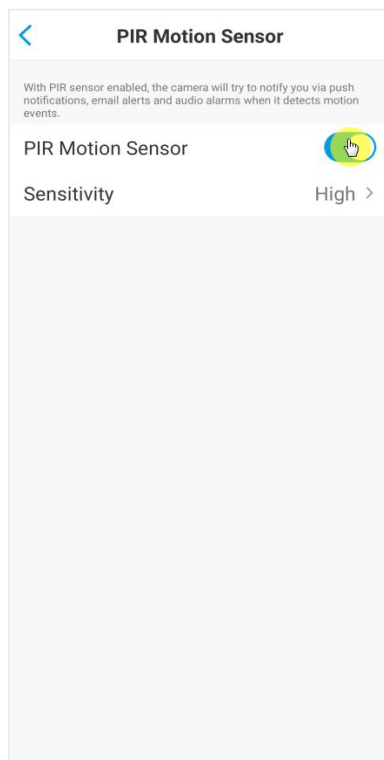 PIR Motion Sensor
With PIR sensor enabled, the camera will try to notify you via push
notifications, email alerts and audio alarms when it detects motion
events.
PIR Motion Sensor
Sensitivity High >